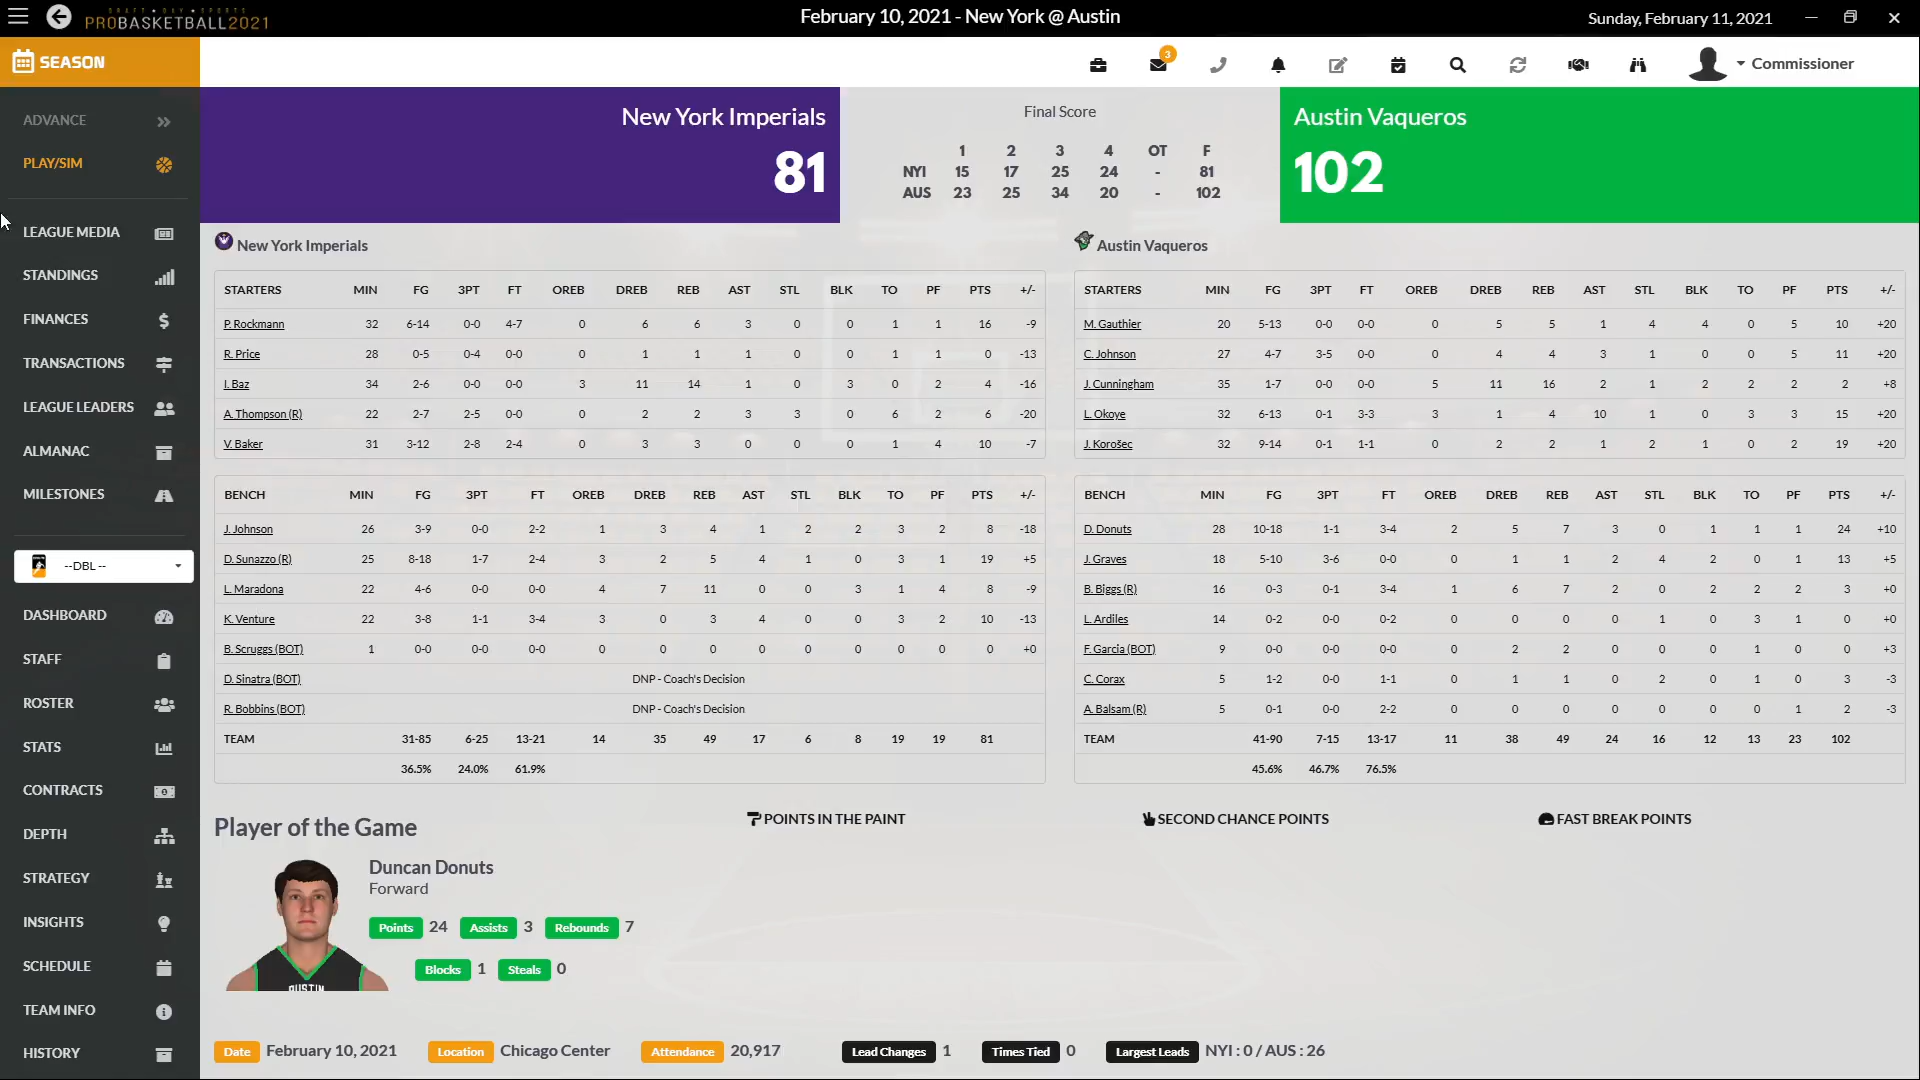 DRAFT • DAY • SPORTS
PROBASKETBALL2021
February 10, 2021 - New York @ Austin
Sunday, February 11, 2021
SEASON
3
Commissioner
ADVANCE
PLAY/SIM
LEAGUE MEDIA
STANDINGS
FINANCES
TRANSACTIONS
LEAGUE LEADERS
ALMANAC
MILESTONES
--DBL --
DASHBOARD
STAFF
ROSTER
STATS
CONTRACTS
DEPTH
STRATEGY
INSIGHTS
SCHEDULE
TEAM INFO
HISTORY
New York Imperials
81
Final Score
1 2 3 4 OT F
NYI 15 17 25 24 - 81
AUS 23 25 34 20 - 102
Austin Vaqueros
102
New York Imperials
STARTERS MIN FG 3PT FT OREB DREB REB AST STL BLK TO PF PTS +/-
P. Rockmann 32 6-14 0-0 4-7 0 6 6 3 0 0 1 1 16 -9
R. Price 28 0-5 0-4 0-0 0 1 1 1 0 0 1 1 0 -13
I. Baz 34 2-6 0-0 0-0 3 11 14 1 0 3 0 2 4 -16
A. Thompson (R) 22 2-7 2-5 0-0 0 2 2 3 3 0 6 2 6 -20
V. Baker 31 3-12 2-8 2-4 0 3 3 0 0 0 1 4 10 -7
BENCH MIN FG 3PT FT OREB DREB REB AST STL BLK TO PF PTS +/-
J. Johnson 26 3-9 0-0 2-2 1 3 4 1 2 2 3 2 8 -18
D. Sunazzo (R) 25 8-18 1-7 2-4 3 2 5 4 1 0 3 1 19 +5
L. Maradona 22 4-6 0-0 0-0 4 7 11 0 0 3 1 4 8 -9
K. Venture 22 3-8 1-1 3-4 3 0 3 4 0 0 3 2 10 -13
B. Scruggs (BOT) 1 0-0 0-0 0-0 0 0 0 0 0 0 0 0 0 +0
D. Sinatra (BOT) DNP - Coach's Decision
R. Bobbins (BOT) DNP - Coach's Decision
TEAM 31-85 6-25 13-21 14 35 49 17 6 8 19 19 81
36.5% 24.0% 61.9%
Austin Vaqueros
STARTERS MIN FG 3PT FT OREB DREB REB AST STL BLK TO PF PTS +/-
M. Gauthier 20 5-13 0-0 0-0 0 5 5 1 4 4 0 5 10 +20
C. Johnson 27 4-7 3-5 0-0 0 4 4 3 1 0 0 5 11 +20
J. Cunningham 35 1-7 0-0 0-0 5 11 16 2 1 2 2 2 2 +8
L. Okoye 32 6-13 0-1 3-3 3 1 4 10 1 0 3 3 15 +20
J. Korošec 32 9-14 0-1 1-1 0 2 2 1 2 1 0 2 19 +20
BENCH MIN FG 3PT FT OREB DREB REB AST STL BLK TO PF PTS +/-
D. Donuts 28 10-18 1-1 3-4 2 5 7 3 0 1 1 1 24 +10
J. Graves 18 5-10 3-6 0-0 0 1 1 2 4 2 0 1 13 +5
B. Biggs (R) 16 0-3 0-1 3-4 1 6 7 2 0 2 2 2 3 +0
L. Ardiles 14 0-2 0-0 0-2 0 0 0 0 1 0 3 1 0 +0
F. Garcia (BOT) 9 0-0 0-0 0-0 0 2 2 0 0 0 1 0 0 +3
C. Corax 5 1-2 0-0 1-1 0 1 1 0 2 0 1 0 3 -3
A. Balsam (R) 5 0-1 0-0 2-2 0 0 0 0 0 0 0 1 2 -3
TEAM 41-90 7-15 13-17 11 38 49 24 16 12 13 23 102
45.6% 46.7% 76.5%
Player of the Game
Duncan Donuts
Forward
Points 24 Assists 3 Rebounds 7
Blocks 1 Steals 0
AUSTIN
POINTS IN THE PAINT
SECOND CHANCE POINTS
FAST BREAK POINTS
Date February 10, 2021 Location Chicago Center Attendance 20,917 Lead Changes 1 Times Tied 0 Largest Leads NYI : 0 / AUS : 26